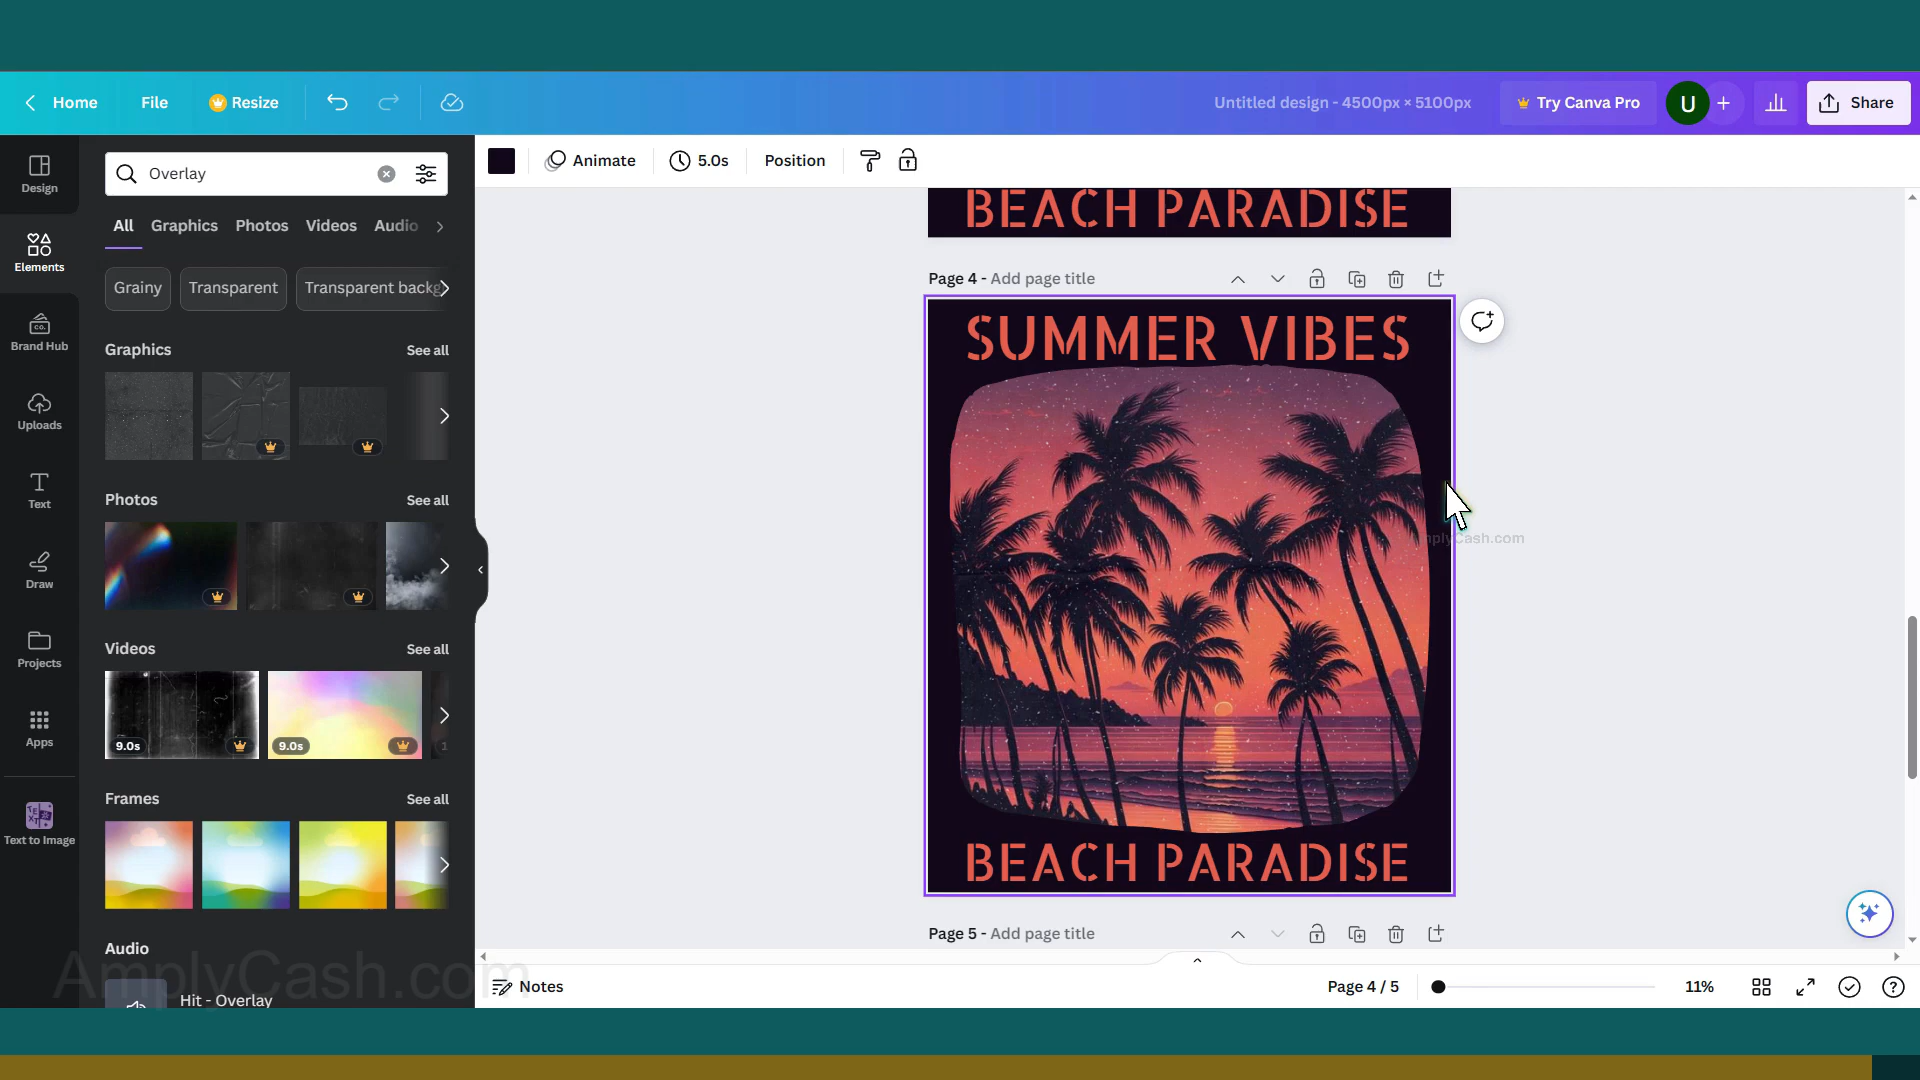 Home File Resize Untitled design - 4500px × 5100px Try Canva Pro U Share
Design
Elements
Brand Hub
CO.
Uploads
Text
Draw
Projects
Apps
Text to Image
Overlay
All Graphics Photos Videos Audio
Grainy Transparent Transparent backg
Graphics See all
Photos See all
Videos See all
9.0s 9.0s
Frames See all
Audio
Hit - Overlay
Animate 5.0s Position
BEACH PARADISE
Page 4 - Add page title
SUMMER VIBES
BEACH PARADISE
Page 5 - Add page title
Notes Page 4 / 5 11%
AmplyCash.com
mplyCash.com